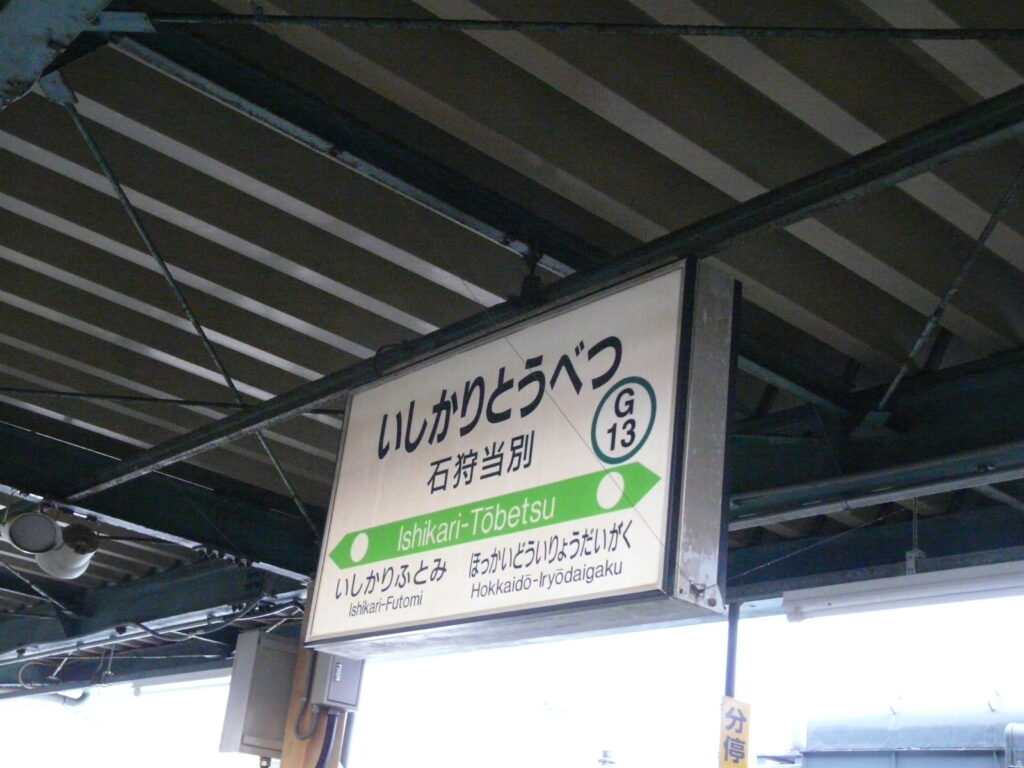 いしかりとうべつ
G
13
石狩当別
Ishikari-Tōbetsu
いしかりふとみ
Ishikari-Futomi
ほっかいどういりょうだいがく
Hokkaidō-Iryōdaigaku
分
停